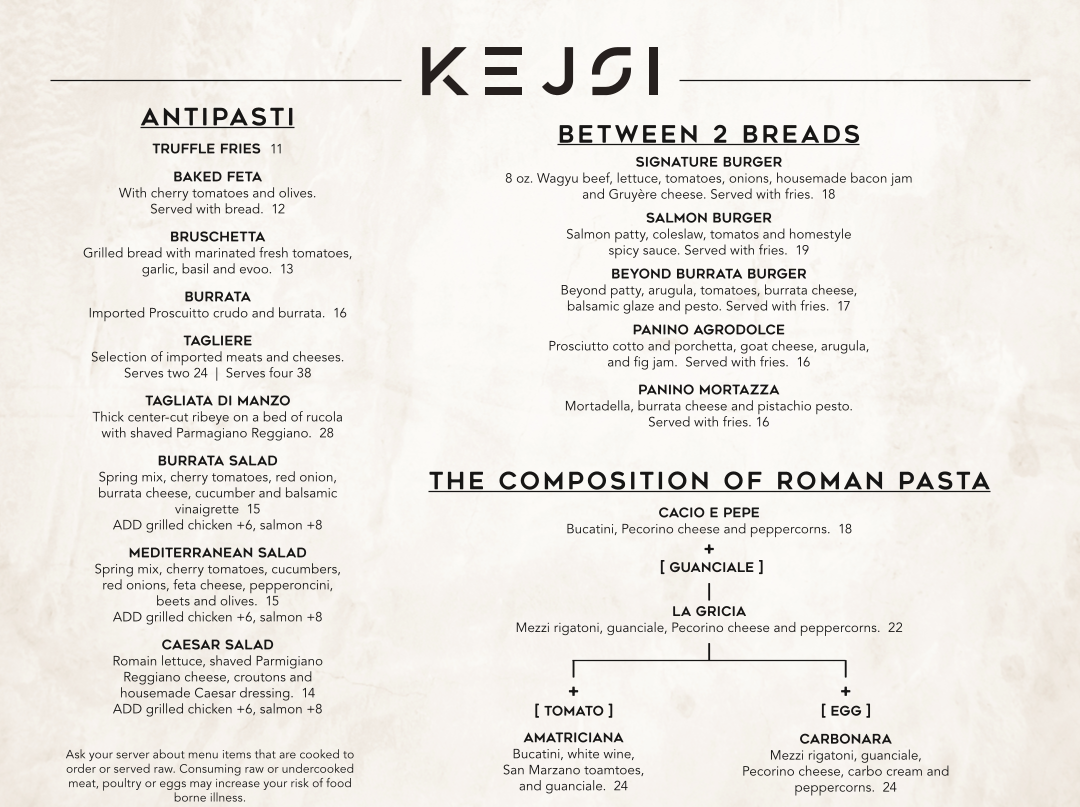 KEJSI
ANTIPASTI
TRUFFLE FRIES 11
BAKED FETA
With cherry tomatoes and olives.
Served with bread. 12
BRUSCHETTA
Grilled bread with marinated fresh tomatoes,
garlic, basil and evoo. 13
BURRATA
Imported Proscuitto crudo and burrata. 16
TAGLIERE
Selection of imported meats and cheeses.
Serves two 24 | Serves four 38
TAGLIATA DI MANZO
Thick center-cut ribeye on a bed of rucola
with shaved Parmagiano Reggiano. 28
BURRATA SALAD
Spring mix, cherry tomatoes, red onion,
burrata cheese, cucumber and balsamic
vinaigrette 15
ADD grilled chicken +6, salmon +8
MEDITERRANEAN SALAD
Spring mix, cherry tomatoes, cucumbers,
red onions, feta cheese, pepperoncini,
beets and olives. 15
ADD grilled chicken +6, salmon +8
CAESAR SALAD
Romain lettuce, shaved Parmigiano
Reggiano cheese, croutons and
housemade Caesar dressing. 14
ADD grilled chicken +6, salmon +8
Ask your server about menu items that are cooked to
order or served raw. Consuming raw or undercooked
meat, poultry or eggs may increase your risk of food
borne illness.
BETWEEN 2 BREADS
SIGNATURE BURGER
8 oz. Wagyu beef, lettuce, tomatoes, onions, housemade bacon jam
and Gruyère cheese. Served with fries. 18
SALMON BURGER
Salmon patty, coleslaw, tomatos and homestyle
spicy sauce. Served with fries. 19
BEYOND BURRATA BURGER
Beyond patty, arugula, tomatoes, burrata cheese,
balsamic glaze and pesto. Served with fries. 17
PANINO AGRODOLCE
Prosciutto cotto and porchetta, goat cheese, arugula,
and fig jam. Served with fries. 16
PANINO MORTAZZA
Mortadella, burrata cheese and pistachio pesto.
Served with fries. 16
THE COMPOSITION OF ROMAN PASTA
CACIO E PEPE
Bucatini, Pecorino cheese and peppercorns. 18
+
[ GUANCIALE ]
LA GRICIA
Mezzi rigatoni, guanciale, Pecorino cheese and peppercorns. 22
+
[ TOMATO ]
AMATRICIANA
Bucatini, white wine,
San Marzano toamtoes,
and guanciale. 24
+
[ EGG ]
CARBONARA
Mezzi rigatoni, guanciale,
Pecorino cheese, carbo cream and
peppercorns. 24